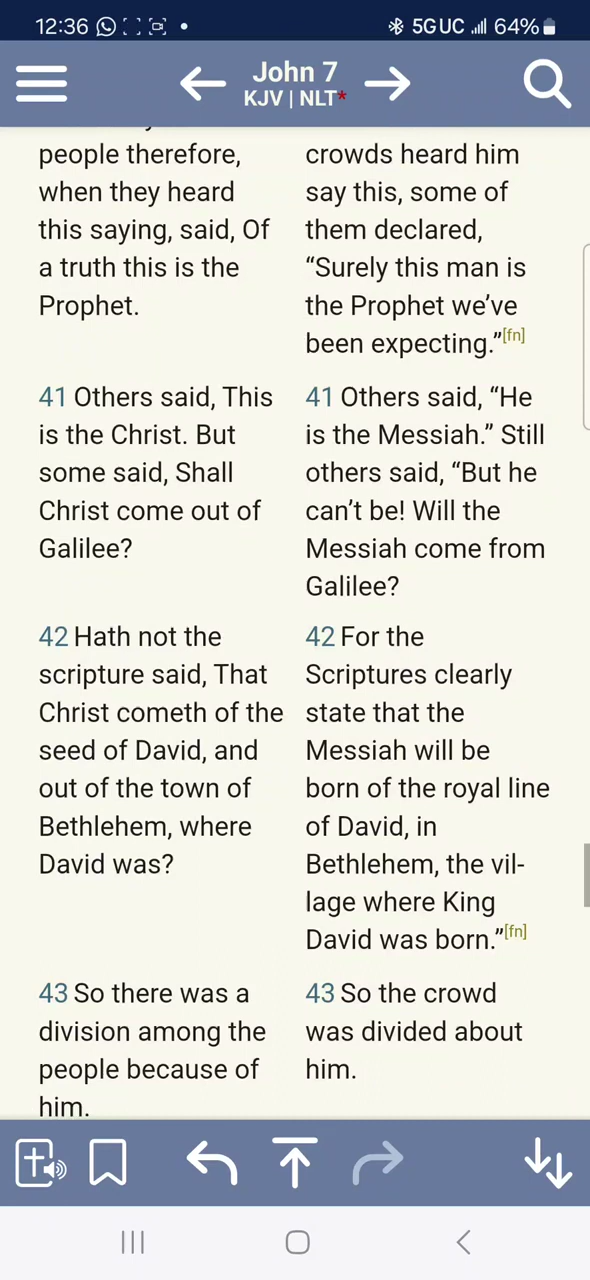 12:36 5GUC 64%
John 7
KJV | NLT*
people therefore,
when they heard
this saying, said, Of
a truth this is the
Prophet.
41 Others said, This
is the Christ. But
some said, Shall
Christ come out of
Galilee?
42 Hath not the
scripture said, That
Christ cometh of the
seed of David, and
out of the town of
Bethlehem, where
David was?
43 So there was a
division among the
people because of
him.
crowds heard him
say this, some of
them declared,
“Surely this man is
the Prophet we’ve
been expecting.”[fn]
41 Others said, “He
is the Messiah.” Still
others said, “But he
can’t be! Will the
Messiah come from
Galilee?
42 For the
Scriptures clearly
state that the
Messiah will be
born of the royal line
of David, in
Bethlehem, the vil-
lage where King
David was born.”[fn]
43 So the crowd
was divided about
him.